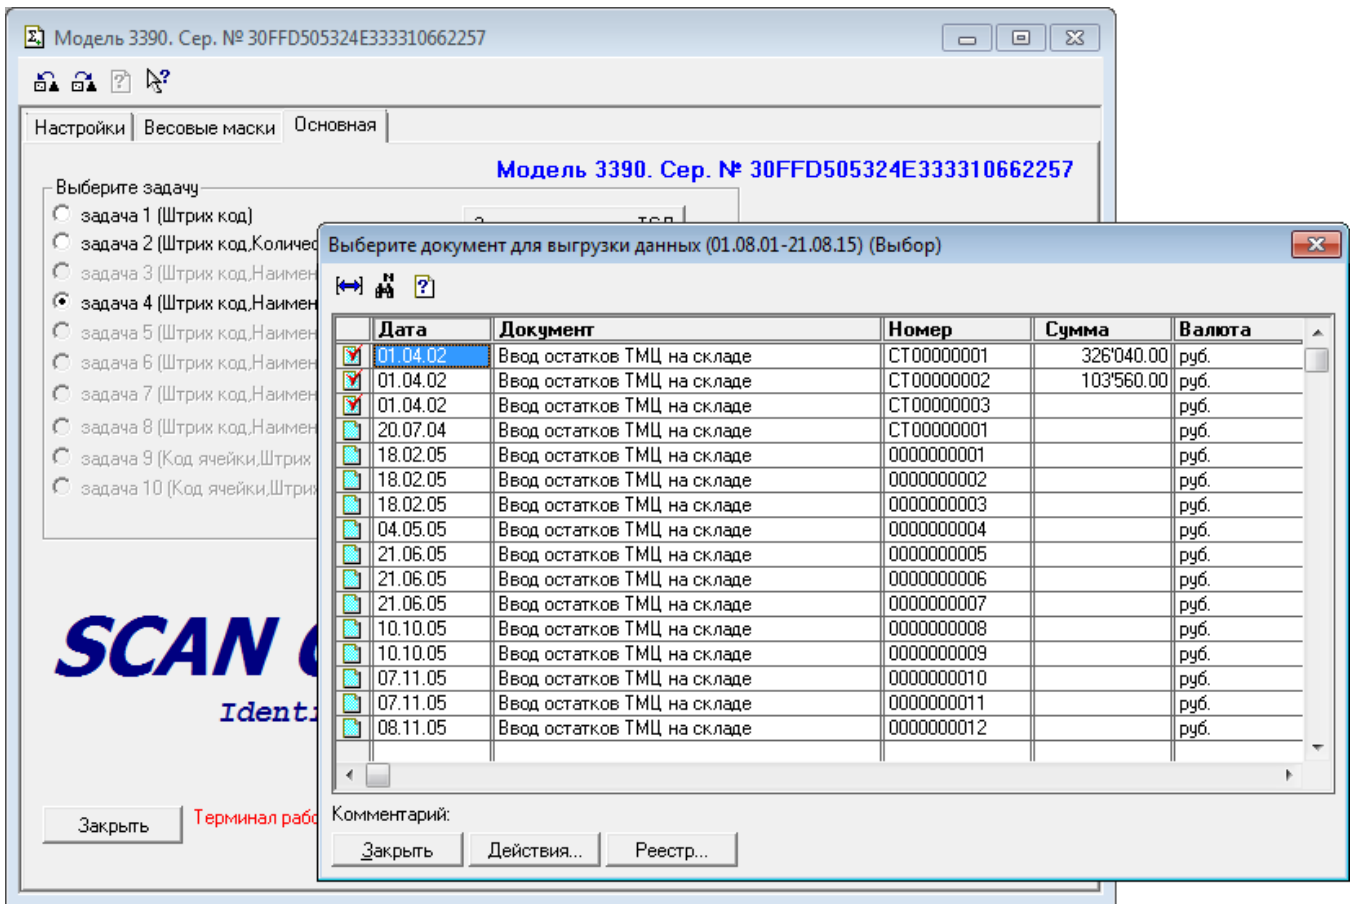 Модель 3390. Сер. № 30FFD505324E333310662257
Настройки Весовые маски Основная
Модель 3390. Сер. № 30FFD505324E333310662257
Выберите задачу
задача 1 (Штрих код)
задача 2 (Штрих код,Количес
задача 3 (Штрих код,Наимен
задача 4 (Штрих код,Наимен
задача 5 (Штрих код,Наимен
задача 6 (Штрих код,Наимен
задача 7 (Штрих код,Наимен
задача 8 (Штрих код,Наимен
задача 9 (Код ячейки,Штрих
задача 10 (Код ячейки,Штрих
SCAN
Identi
Закрыть Терминал рабо
Выберите документ для выгрузки данных (01.08.01-21.08.15) (Выбор)
Дата Документ Номер Сумма Валюта
01.04.02 Ввод остатков ТМЦ на складе СТ00000001 326'040.00 руб.
01.04.02 Ввод остатков ТМЦ на складе СТ00000002 103'560.00 руб.
01.04.02 Ввод остатков ТМЦ на складе СТ00000003 руб.
20.07.04 Ввод остатков ТМЦ на складе СТ00000001 руб.
18.02.05 Ввод остатков ТМЦ на складе 0000000001 руб.
18.02.05 Ввод остатков ТМЦ на складе 0000000002 руб.
18.02.05 Ввод остатков ТМЦ на складе 0000000003 руб.
04.05.05 Ввод остатков ТМЦ на складе 0000000004 руб.
21.06.05 Ввод остатков ТМЦ на складе 0000000005 руб.
21.06.05 Ввод остатков ТМЦ на складе 0000000006 руб.
21.06.05 Ввод остатков ТМЦ на складе 0000000007 руб.
10.10.05 Ввод остатков ТМЦ на складе 0000000008 руб.
10.10.05 Ввод остатков ТМЦ на складе 0000000009 руб.
07.11.05 Ввод остатков ТМЦ на складе 0000000010 руб.
07.11.05 Ввод остатков ТМЦ на складе 0000000011 руб.
08.11.05 Ввод остатков ТМЦ на складе 0000000012 руб.
Комментарий:
Закрыть Действия... Реестр...